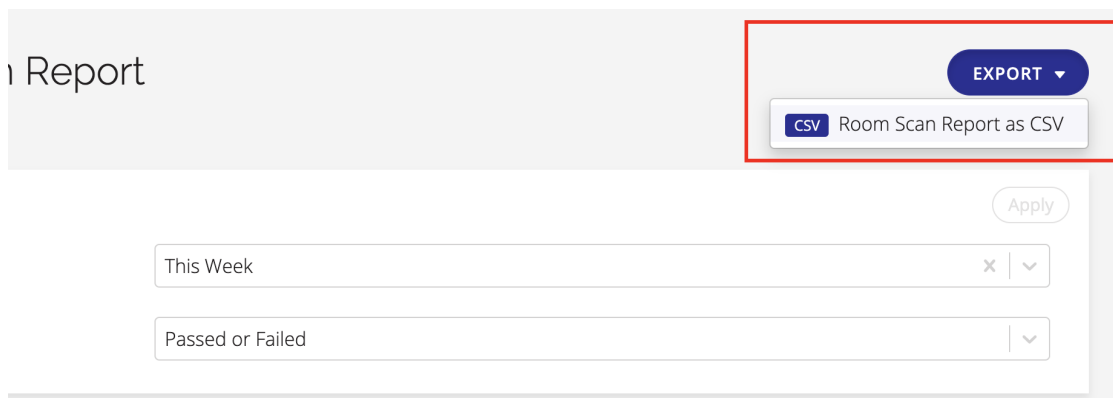 Report
EXPORT
CSV Room Scan Report as CSV
Apply
This Week
Passed or Failed